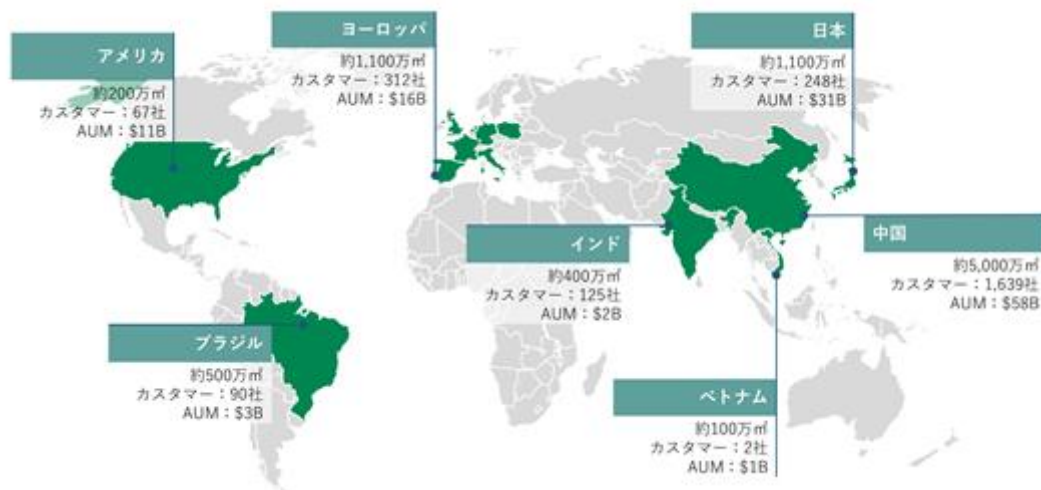 アメリカ
約200万㎡
カスタマー：67社
AUM：$11B
ヨーロッパ
約1,100万㎡
カスタマー：312社
AUM：$16B
日本
約1,100万㎡
カスタマー：248社
AUM：$31B
インド
約400万㎡
カスタマー：125社
AUM：$2B
中国
約5,000万㎡
カスタマー：1,639社
AUM：$58B
ブラジル
約500万㎡
カスタマー：90社
AUM：$3B
ベトナム
約100万㎡
カスタマー：2社
AUM：$1B